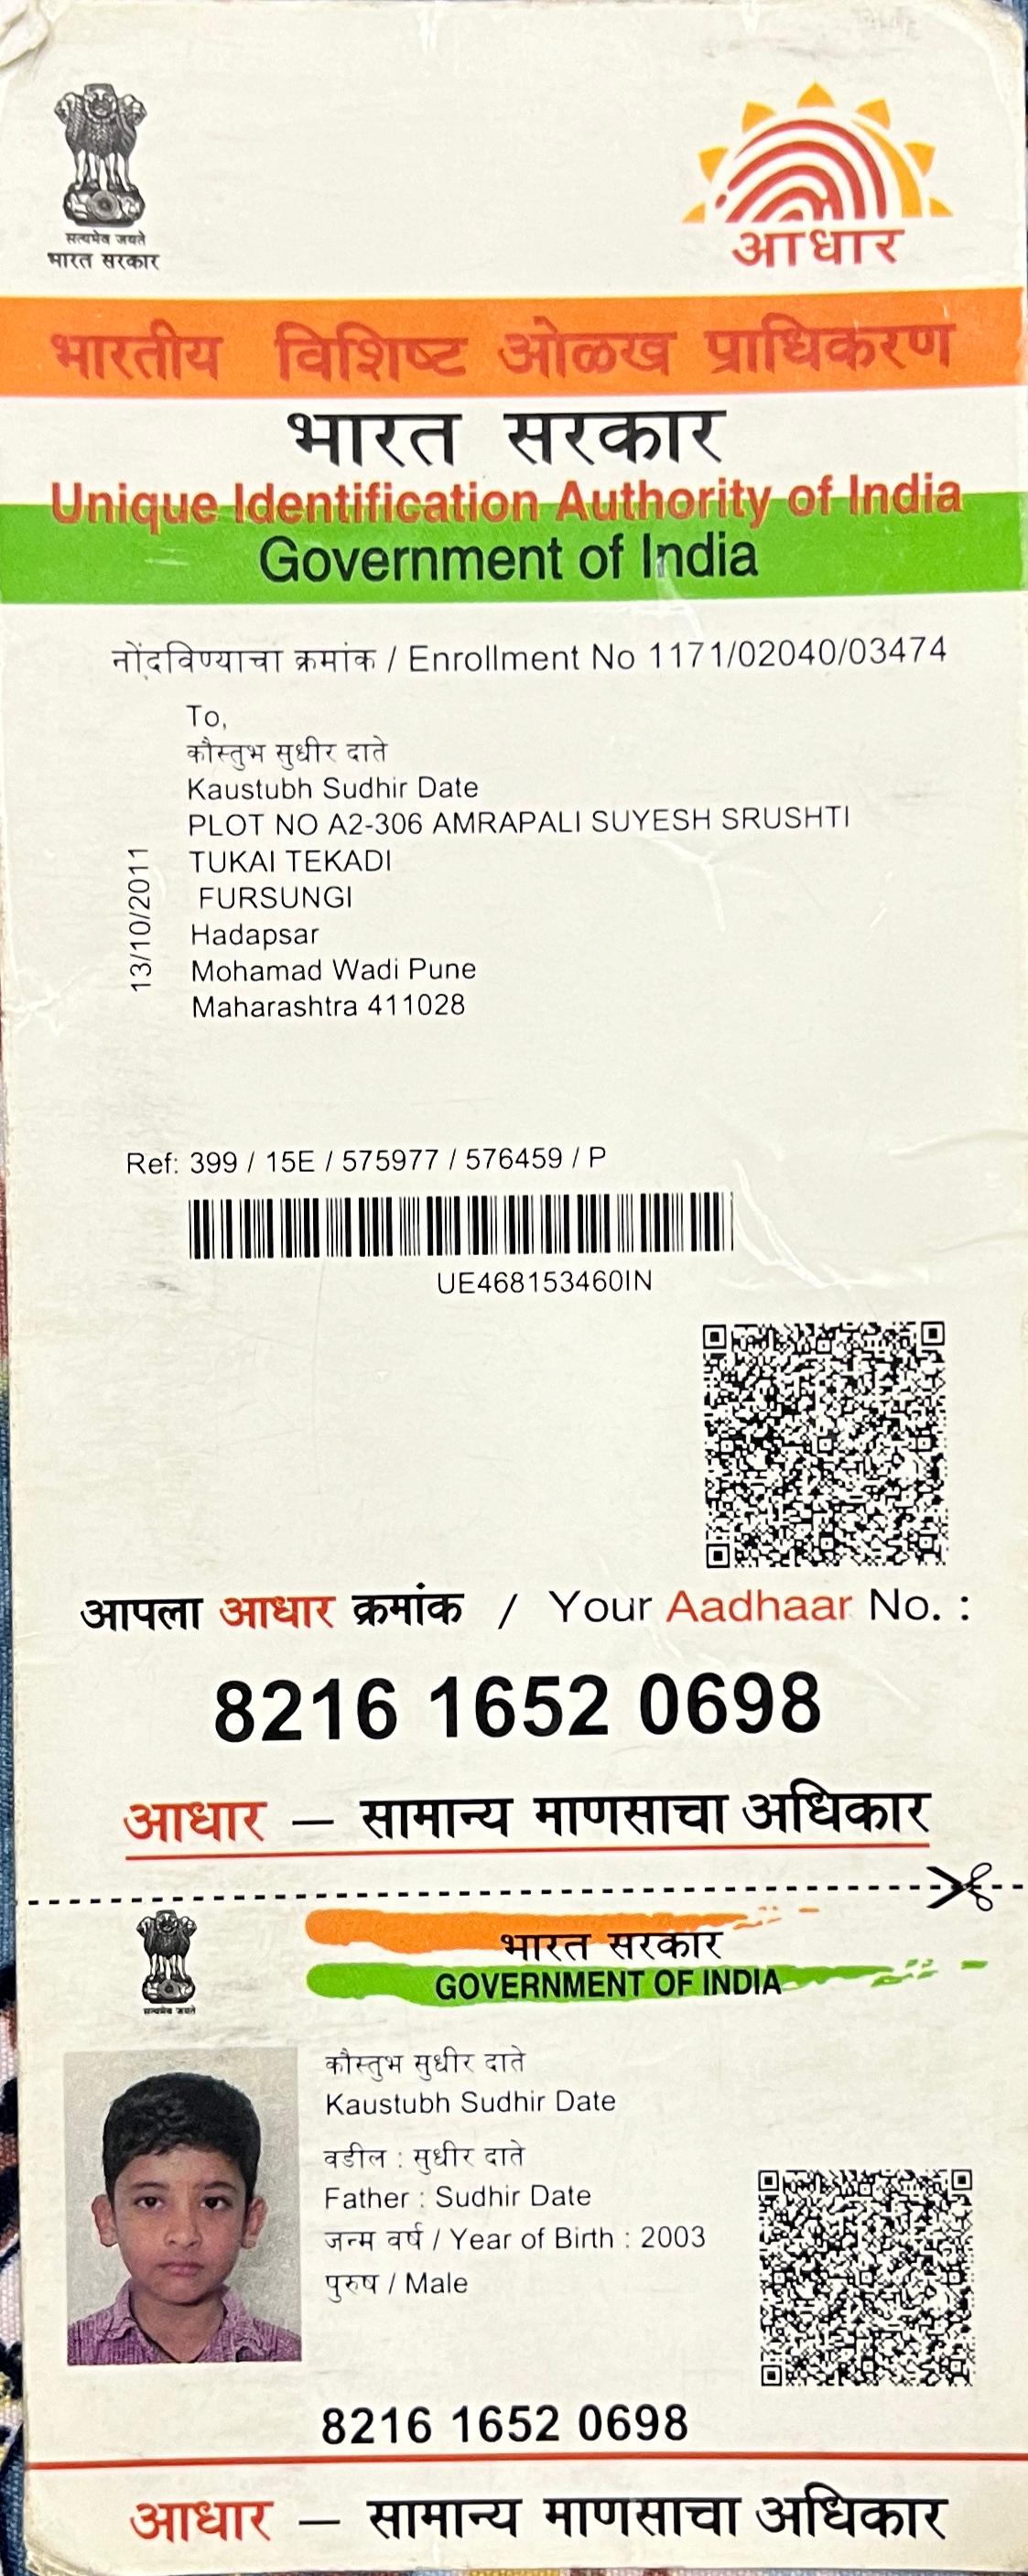 सत्यमेव जयते
भारत सरकार
आधार
भारतीय विशिष्ट ओळख प्राधिकरण
भारत सरकार
Unique Identification Authority of India
Government of India
नोंदविण्याचा क्रमांक / Enrollment No 1171/02040/03474
To,
कौस्तुभ सुधीर दाते
Kaustubh Sudhir Date
PLOT NO A2-306 AMRAPALI SUYESH SRUSHTI
TUKAI TEKADI
FURSUNGI
Hadapsar
Mohamad Wadi Pune
Maharashtra 411028
13/10/2011
Ref: 399 / 15E / 575977 / 576459 / P
UE468153460IN
आपला आधार क्रमांक / Your Aadhaar No. :
8216 1652 0698
आधार — सामान्य माणसाचा अधिकार
सत्यमेव जयते
भारत सरकार
GOVERNMENT OF INDIA
कौस्तुभ सुधीर दाते
Kaustubh Sudhir Date
वडील : सुधीर दाते
Father : Sudhir Date
जन्म वर्ष / Year of Birth : 2003
पुरुष / Male
8216 1652 0698
आधार — सामान्य माणसाचा अधिकार